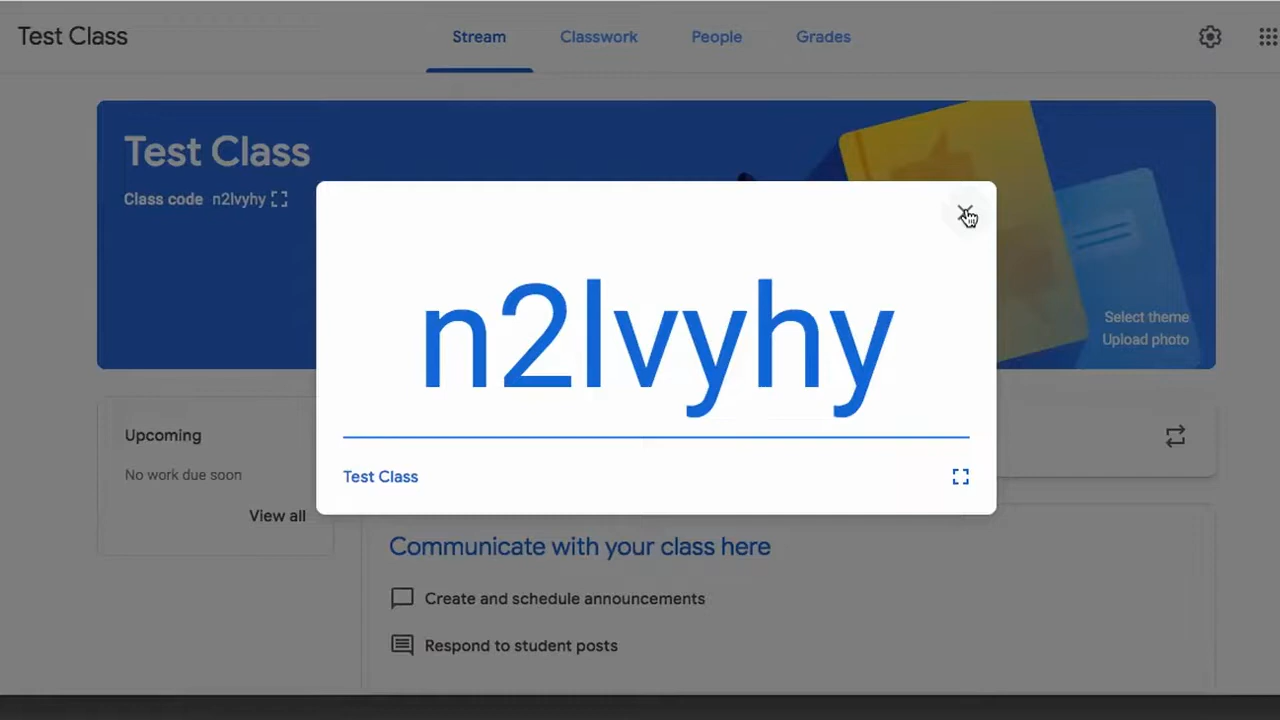 Test Class
Stream Classwork People Grades
Test Class
Class code n2lvyhy
n2lvyhy
Test Class
Select theme
Upload photo
Upcoming
No work due soon
View all
Communicate with your class here
Create and schedule announcements
Respond to student posts